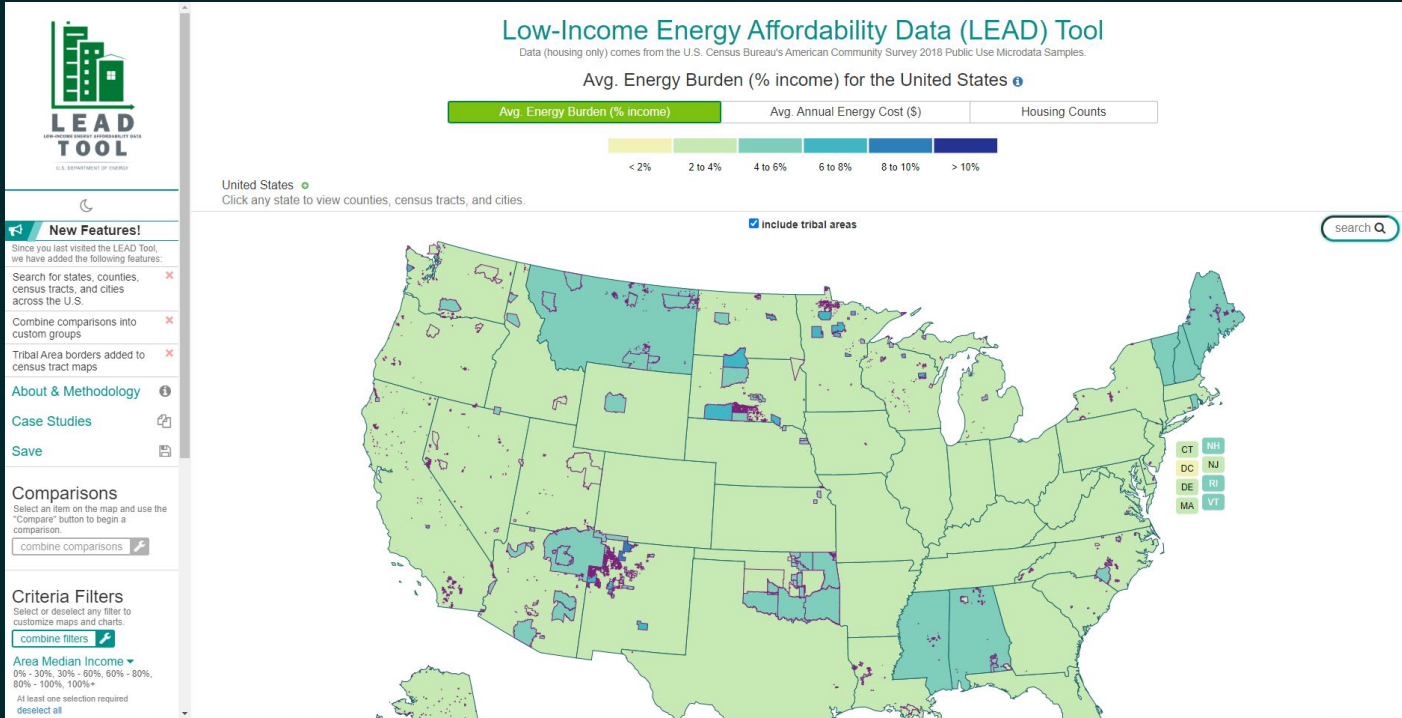 LEAD
LOW-INCOME ENERGY AFFORDABILITY DATA
TOOL
U.S. DEPARTMENT OF ENERGY
New Features!
Since you last visited the LEAD Tool,
we have added the following features:
Search for states, counties,
census tracts, and cities
across the U.S.
Combine comparisons into
custom groups
Tribal Area borders added to
census tract maps
About & Methodology
Case Studies
Save
Comparisons
Select an item on the map and use the
"Compare" button to begin a
comparison.
combine comparisons
Criteria Filters
Select or deselect any filter to
customize maps and charts.
combine filters
Area Median Income
0% - 30%, 30% - 60%, 60% - 80%,
80% - 100%, 100%+
At least one selection required
deselect all
Low-Income Energy Affordability Data (LEAD) Tool
Data (housing only) comes from the U.S. Census Bureau's American Community Survey 2018 Public Use Microdata Samples.
Avg. Energy Burden (% income) for the United States
Avg. Energy Burden (% income) Avg. Annual Energy Cost ($) Housing Counts
< 2% 2 to 4% 4 to 6% 6 to 8% 8 to 10% > 10%
United States
Click any state to view counties, census tracts, and cities.
include tribal areas
search
CT NH
DC NJ
DE RI
MA VT